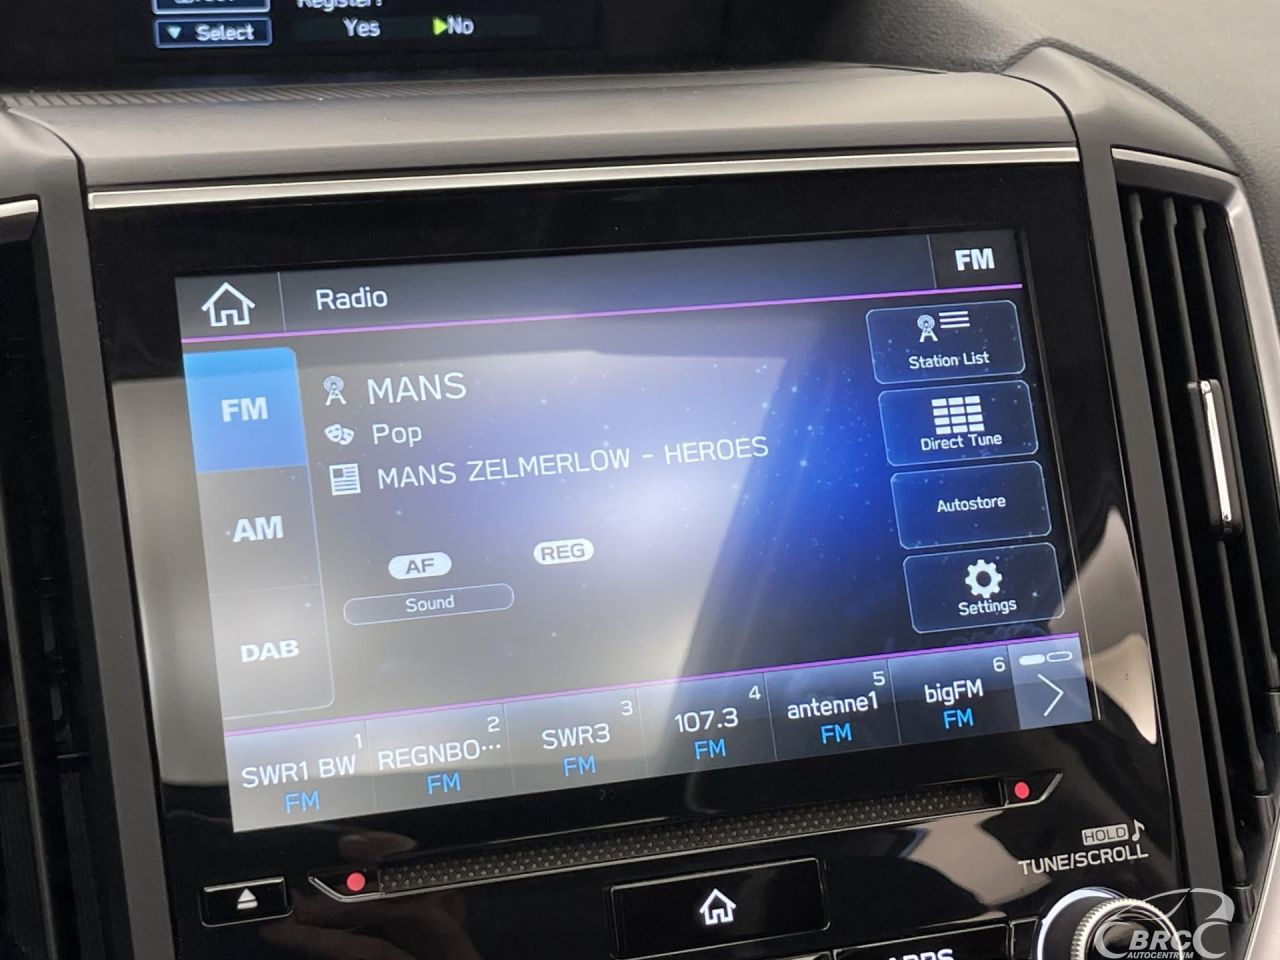 Register?
Select
Yes
No
Radio
FM
FM
MANS
Pop
MANS ZELMERLOW - HEROES
AM
DAB
AF
REG
Sound
Station List
Direct Tune
Autostore
Settings
1
SWR1 BW
FM
2
REGNBO...
FM
3
SWR3
FM
4
107.3
FM
5
antenne1
FM
6
bigFM
FM
HOLD
TUNE/SCROLL
APPS
BRC
AUTOCENTRUM